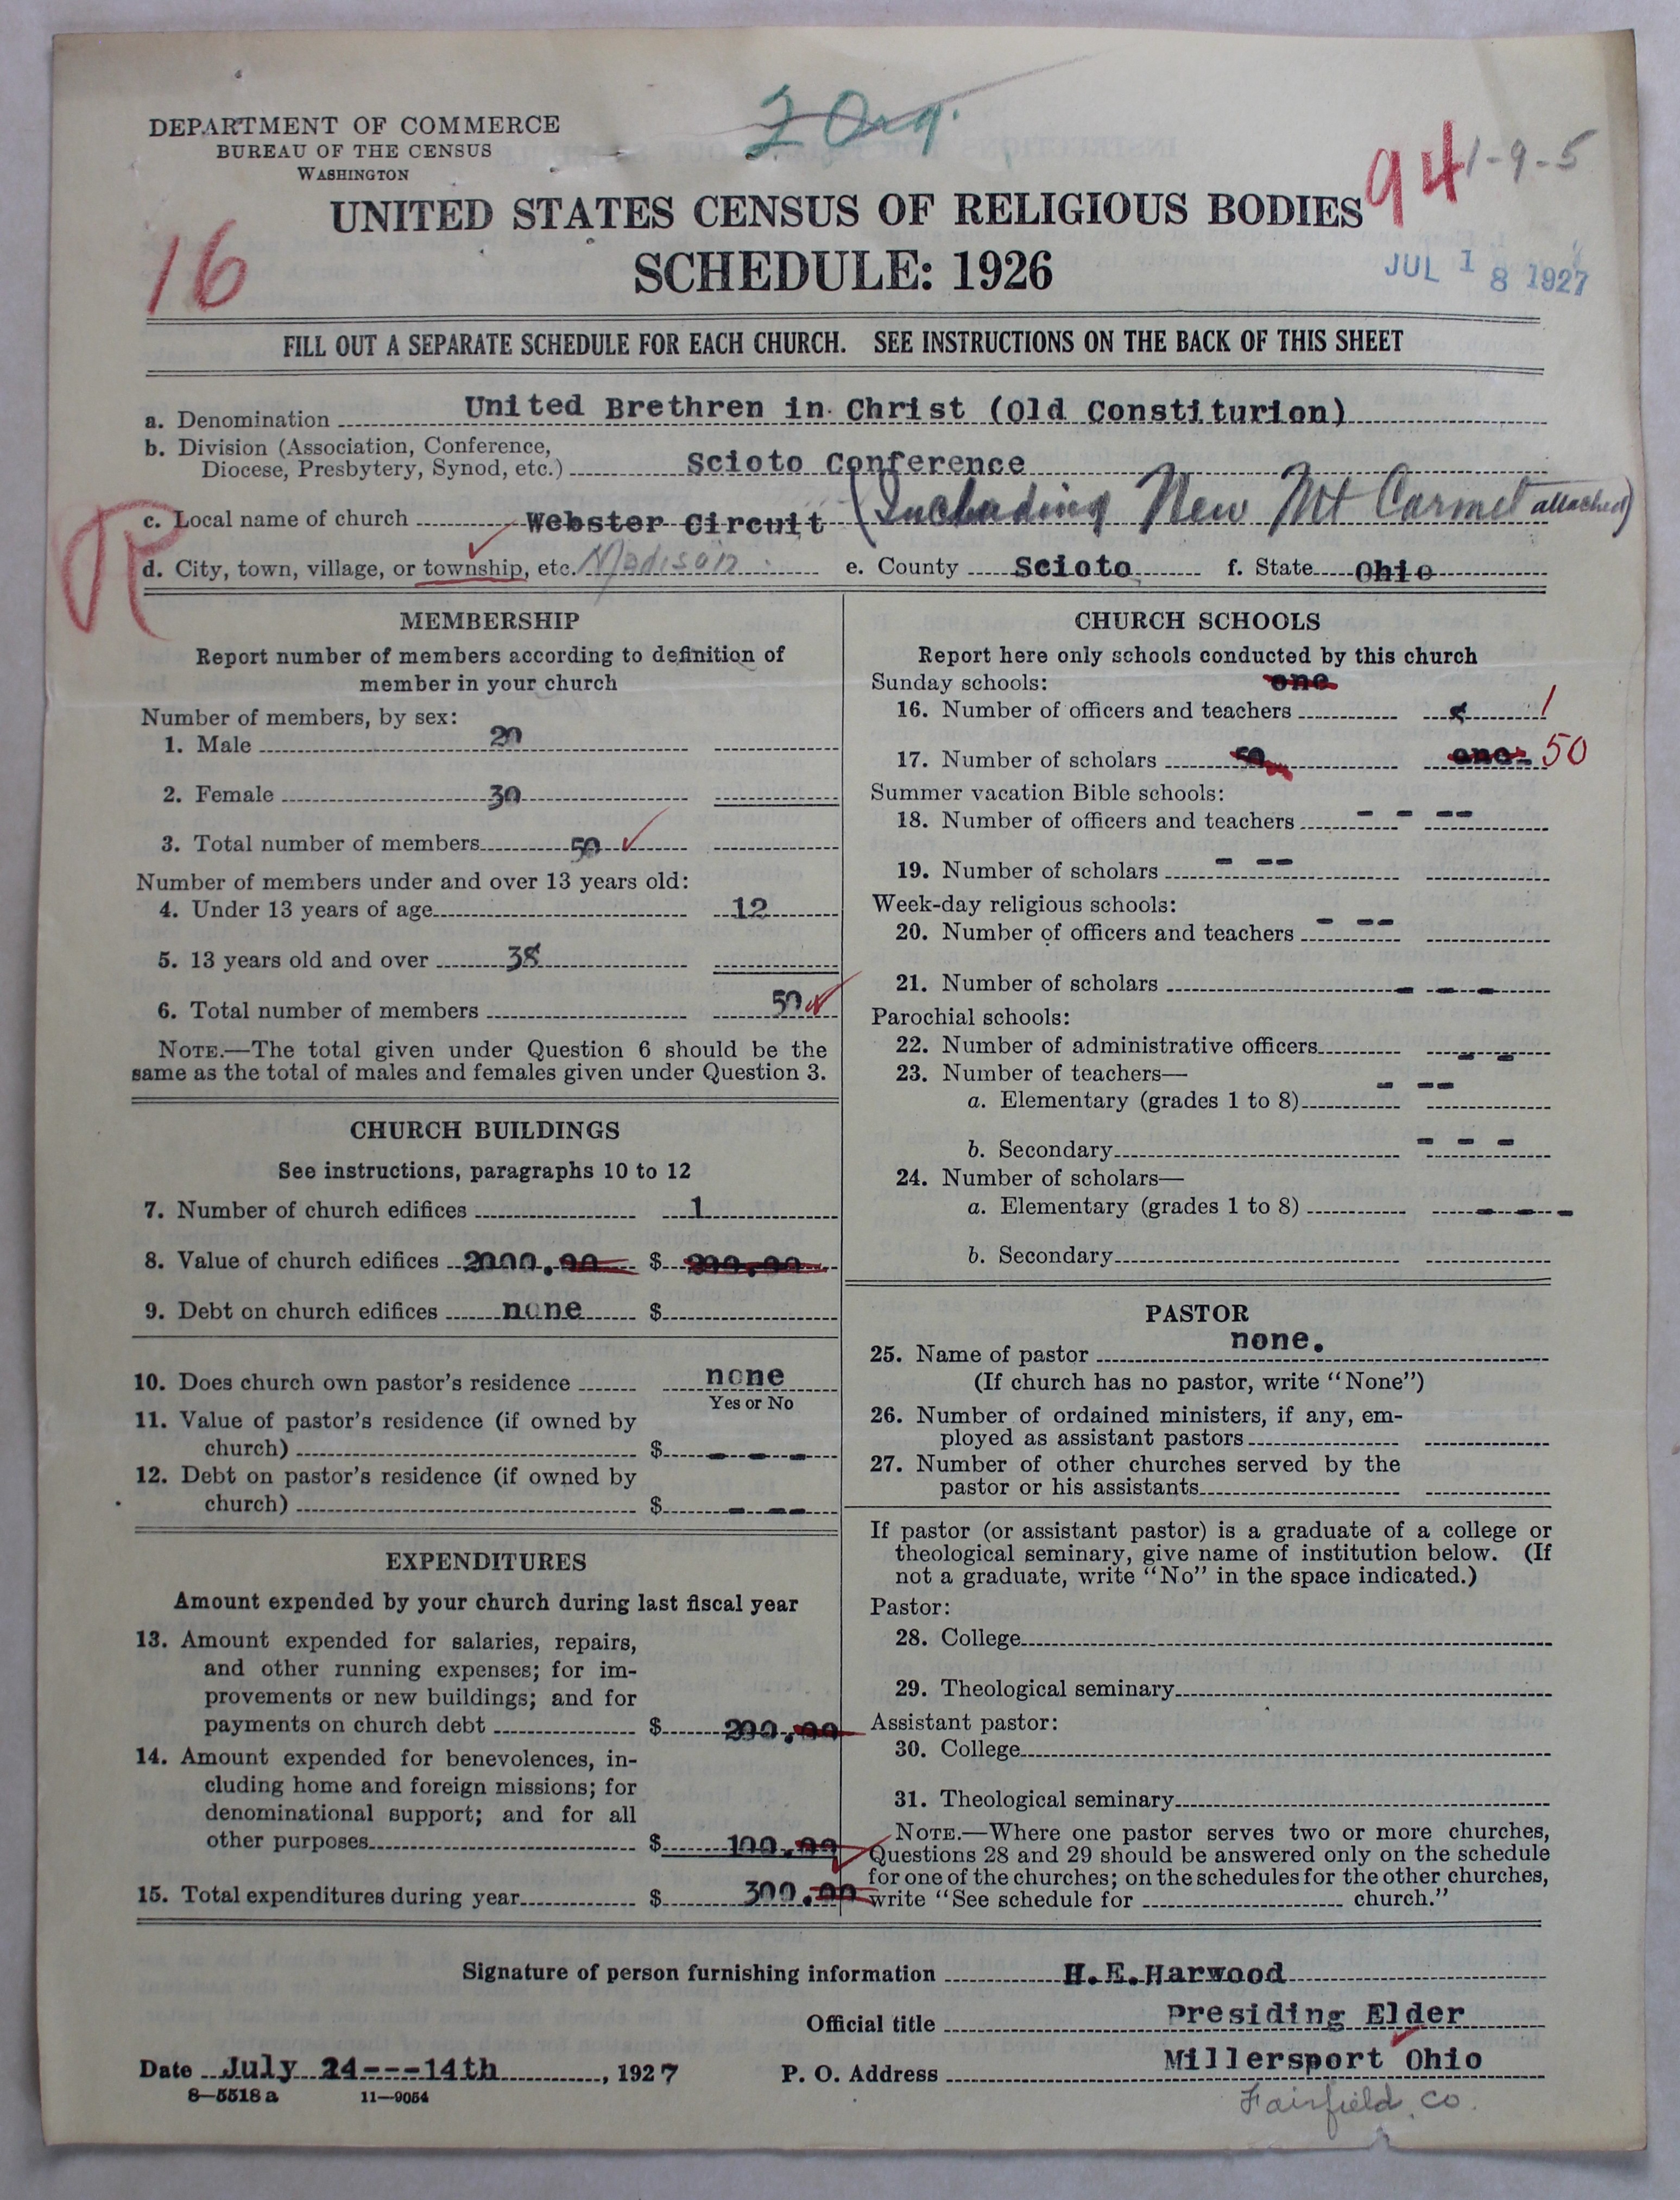 2 Org.
DEPARTMENT OF COMMERCE
BUREAU OF THE CENSUS
WASHINGTON
94
1-9-5
UNITED STATES CENSUS OF RELIGIOUS BODIES
16
SCHEDULE: 1926
JUL 18 1927
FILL OUT A SEPARATE SCHEDULE FOR EACH CHURCH. SEE INSTRUCTIONS ON THE BACK OF THIS SHEET
a. Denomination United Brethren in Christ (Old Constiturion)
b. Division (Association, Conference,
Diocese, Presbytery, Synod, etc.) Scioto Conference
R
c. Local name of church Webster Circuit (Including New Mt Carmel attached)
d. City, town, village, or township, etc. Madison e. County Scioto f. State Ohio
MEMBERSHIP
Report number of members according to definition of
member in your church
Number of members, by sex:
1. Male 20
2. Female 30
3. Total number of members 50
Number of members under and over 13 years old:
4. Under 13 years of age 12
5. 13 years old and over 38
6. Total number of members 50
NOTE.—The total given under Question 6 should be the
same as the total of males and females given under Question 3.
CHURCH BUILDINGS
See instructions, paragraphs 10 to 12
7. Number of church edifices 1
8. Value of church edifices 2000.00 $ 200.00
9. Debt on church edifices none $
10. Does church own pastor's residence none
Yes or No
11. Value of pastor's residence (if owned by
church) $ - - -
12. Debt on pastor's residence (if owned by
church) $ - - -
EXPENDITURES
Amount expended by your church during last fiscal year
13. Amount expended for salaries, repairs,
and other running expenses; for im-
provements or new buildings; and for
payments on church debt $ 200.00
14. Amount expended for benevolences, in-
cluding home and foreign missions; for
denominational support; and for all
other purposes $ 100.00
15. Total expenditures during year $ 300.00
CHURCH SCHOOLS
Report here only schools conducted by this church
Sunday schools: one
16. Number of officers and teachers 1
17. Number of scholars 50 one- 50
Summer vacation Bible schools:
18. Number of officers and teachers - - --
19. Number of scholars - --
Week-day religious schools:
20. Number of officers and teachers - --
21. Number of scholars - - -
Parochial schools:
22. Number of administrative officers - -
23. Number of teachers— - --
a. Elementary (grades 1 to 8)
b. Secondary - - -
24. Number of scholars—
a. Elementary (grades 1 to 8) - - -
b. Secondary
PASTOR
25. Name of pastor none.
(If church has no pastor, write "None")
26. Number of ordained ministers, if any, em-
ployed as assistant pastors
27. Number of other churches served by the
pastor or his assistants
If pastor (or assistant pastor) is a graduate of a college or
theological seminary, give name of institution below. (If
not a graduate, write "No" in the space indicated.)
Pastor:
28. College
29. Theological seminary
Assistant pastor:
30. College
31. Theological seminary
NOTE.—Where one pastor serves two or more churches,
Questions 28 and 29 should be answered only on the schedule
for one of the churches; on the schedules for the other churches,
write "See schedule for church."
Signature of person furnishing information H.E.Harwood
Official title Presiding Elder
Date July 24---14th, 1927 P. O. Address Millersport Ohio
8—5518 a 11—9054
Fairfield Co.